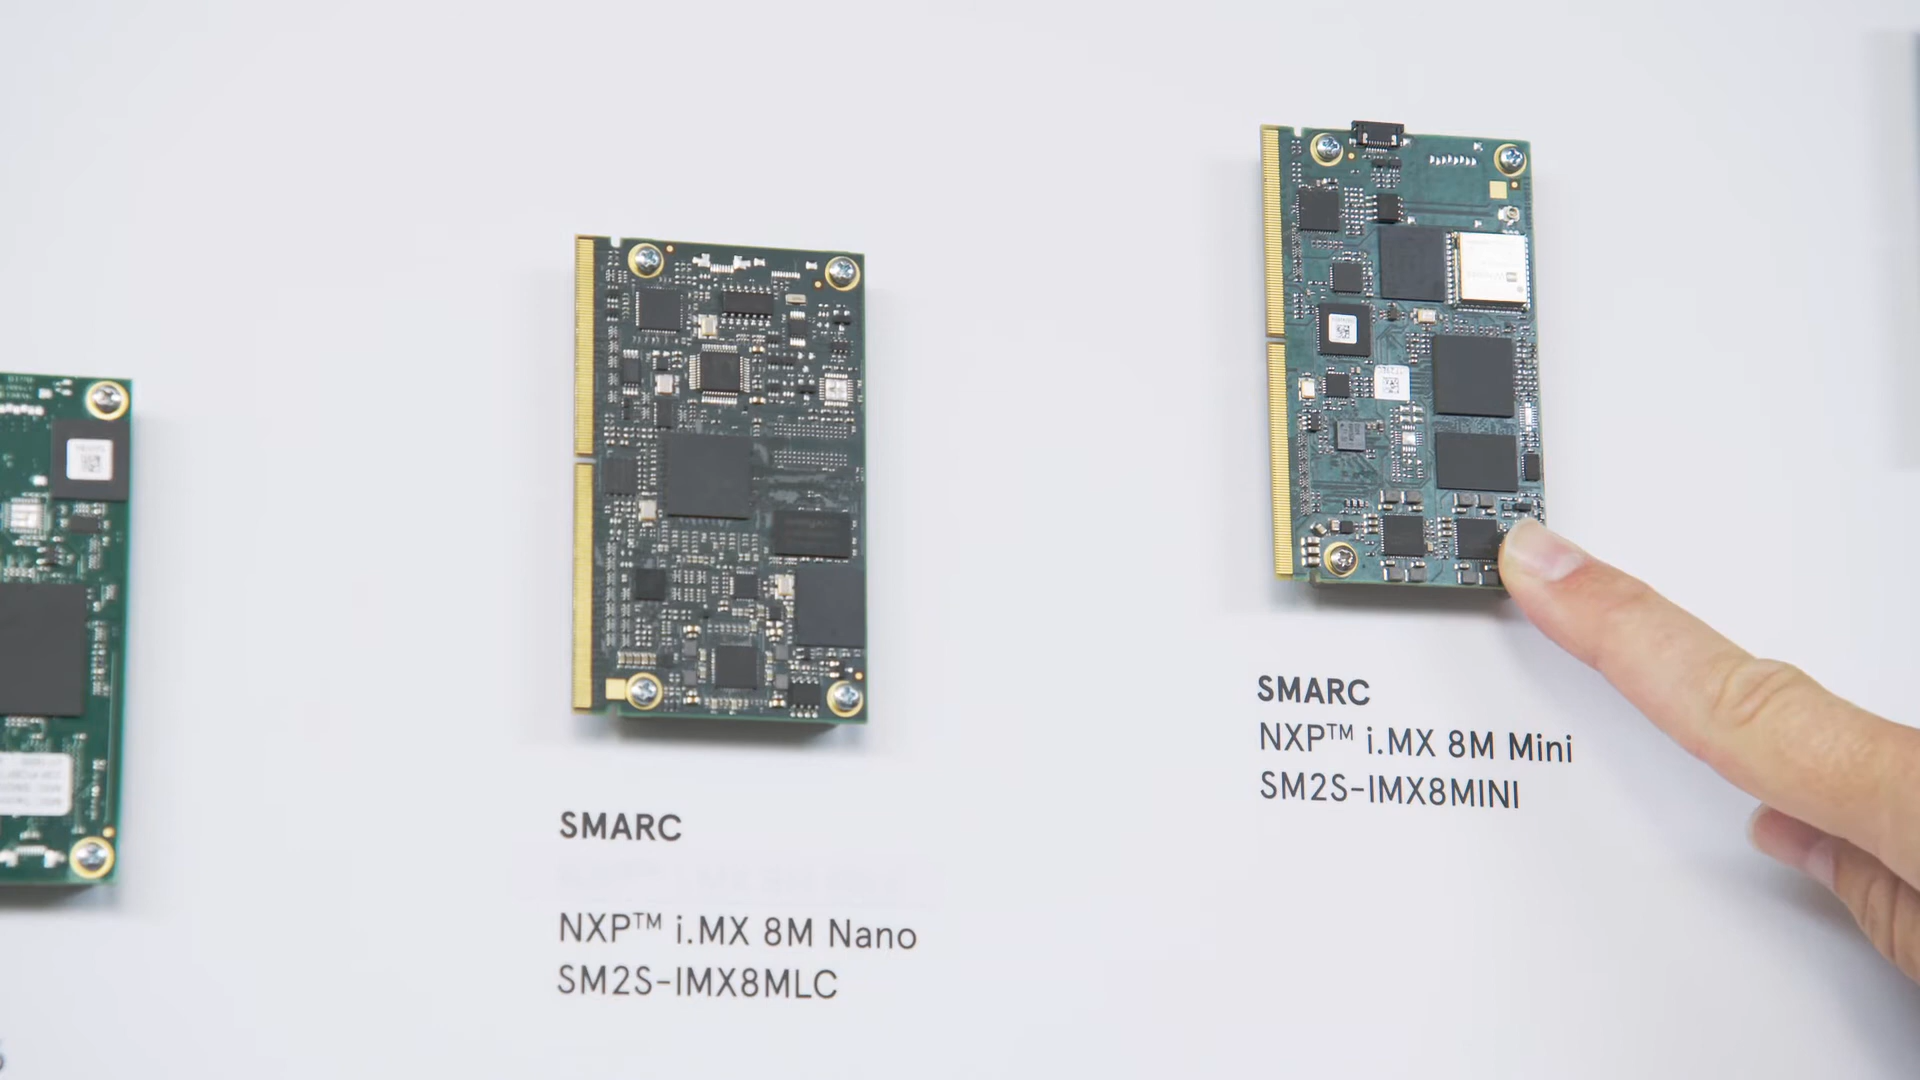 SMARC
NXP™ i.MX 8M Nano
SM2S-IMX8MLC
SMARC
NXP™ i.MX 8M Mini
SM2S-IMX8MINI